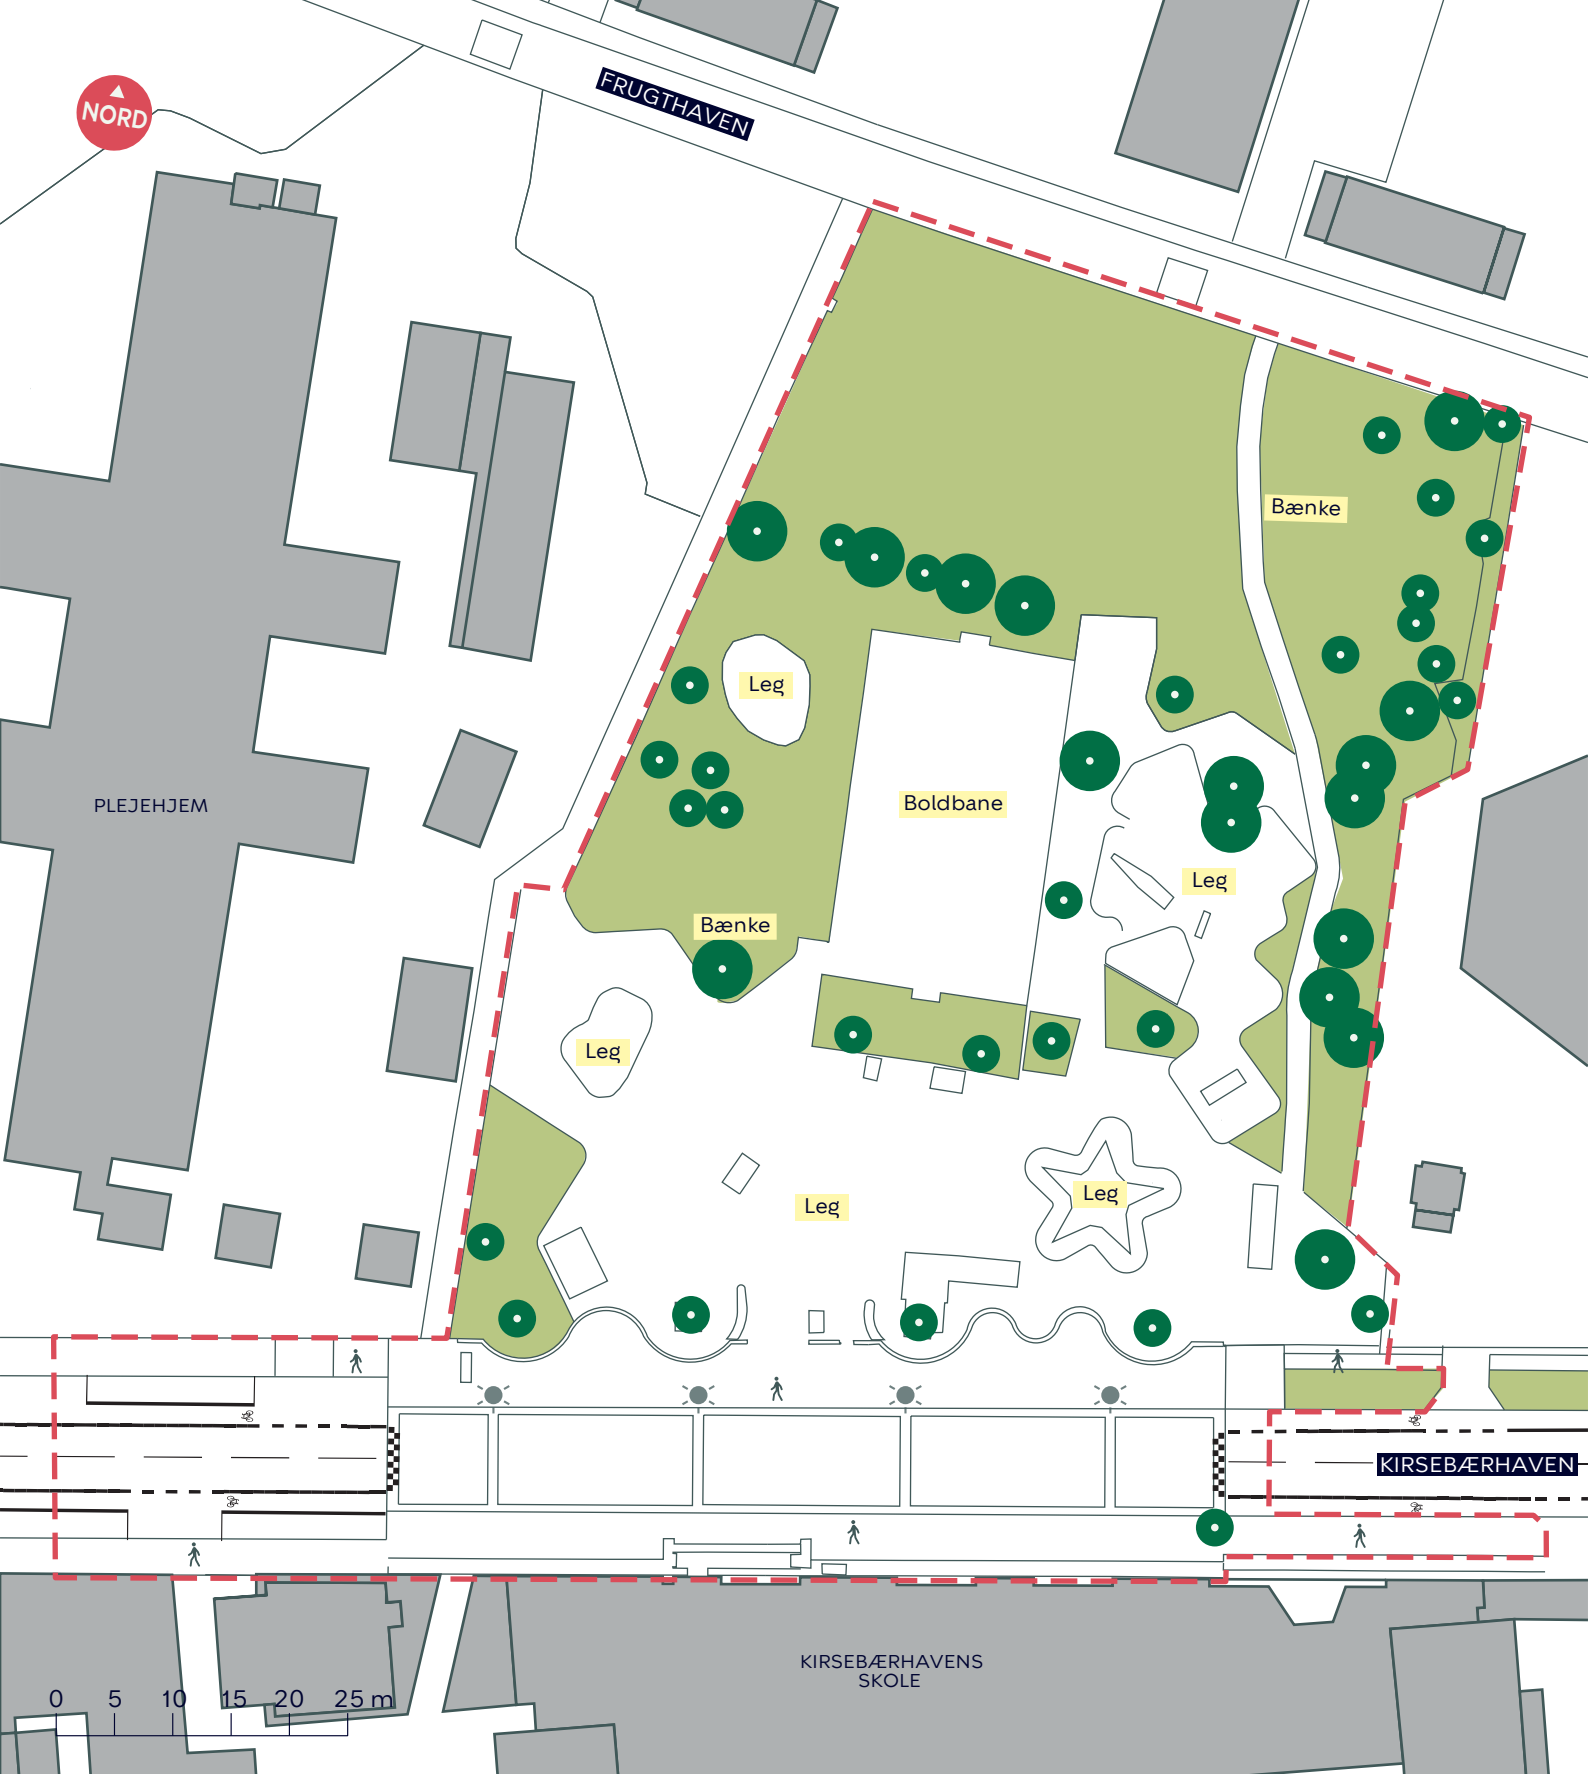 FRUGTHAVEN
NORD
Bænke
Leg
PLEJEHJEM
Boldbane
Leg
Bænke
Leg
Leg
Leg
KIRSEBÆRHAVEN
KIRSEBÆRHAVENS
SKOLE
0 5 10 15 20 25 m